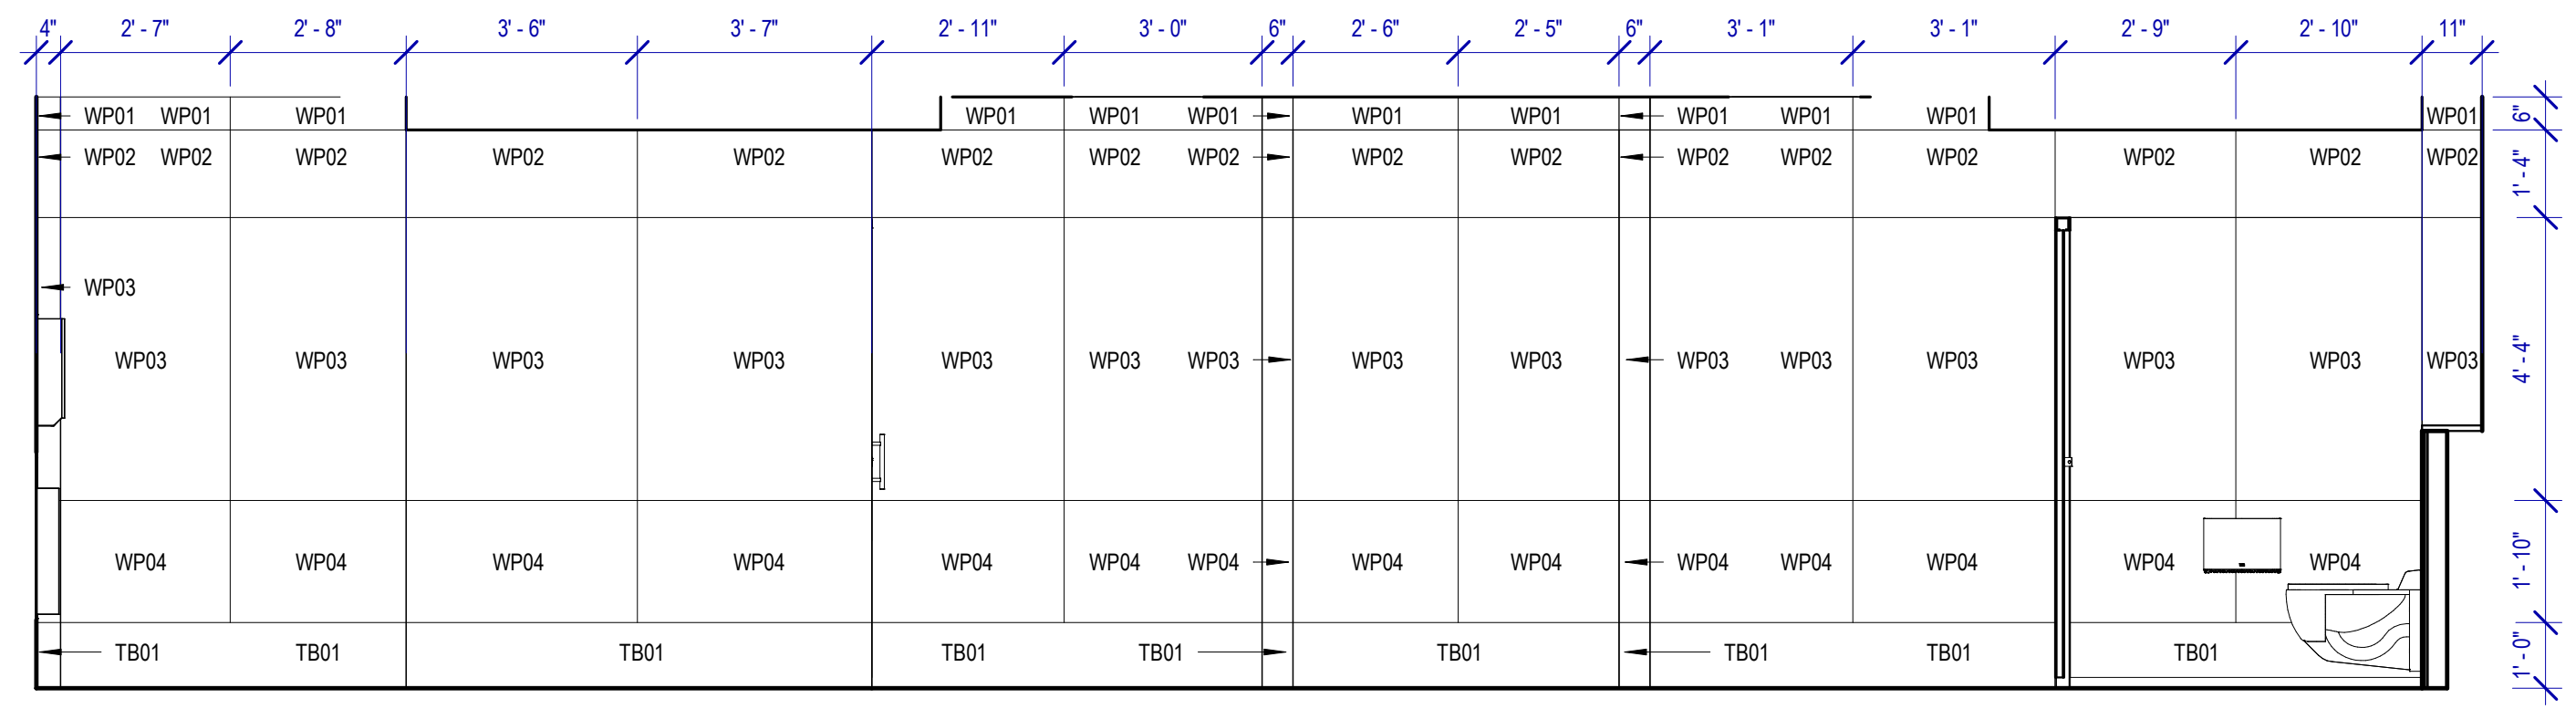 4" 2' - 7" 2' - 8" 3' - 6" 3' - 7" 2' - 11" 3' - 0" 6" 2' - 6" 2' - 5" 6" 3' - 1" 3' - 1" 2' - 9" 2' - 10" 11"
WP01 WP01 WP01 WP01 WP01 WP01 WP01 WP01 WP01 WP01 WP01 WP01
6"
WP02 WP02 WP02 WP02 WP02 WP02 WP02 WP02 WP02 WP02 WP02 WP02 WP02 WP02 WP02 WP02
1' - 4"
WP03
WP03 WP03 WP03 WP03 WP03 WP03 WP03 WP03 WP03 WP03 WP03 WP03 WP03 WP03 WP03
4' - 4"
WP04 WP04 WP04 WP04 WP04 WP04 WP04 WP04 WP04 WP04 WP04 WP04 WP04 WP04
1' - 10"
TB01 TB01 TB01 TB01 TB01 TB01 TB01 TB01 TB01
1' - 0"